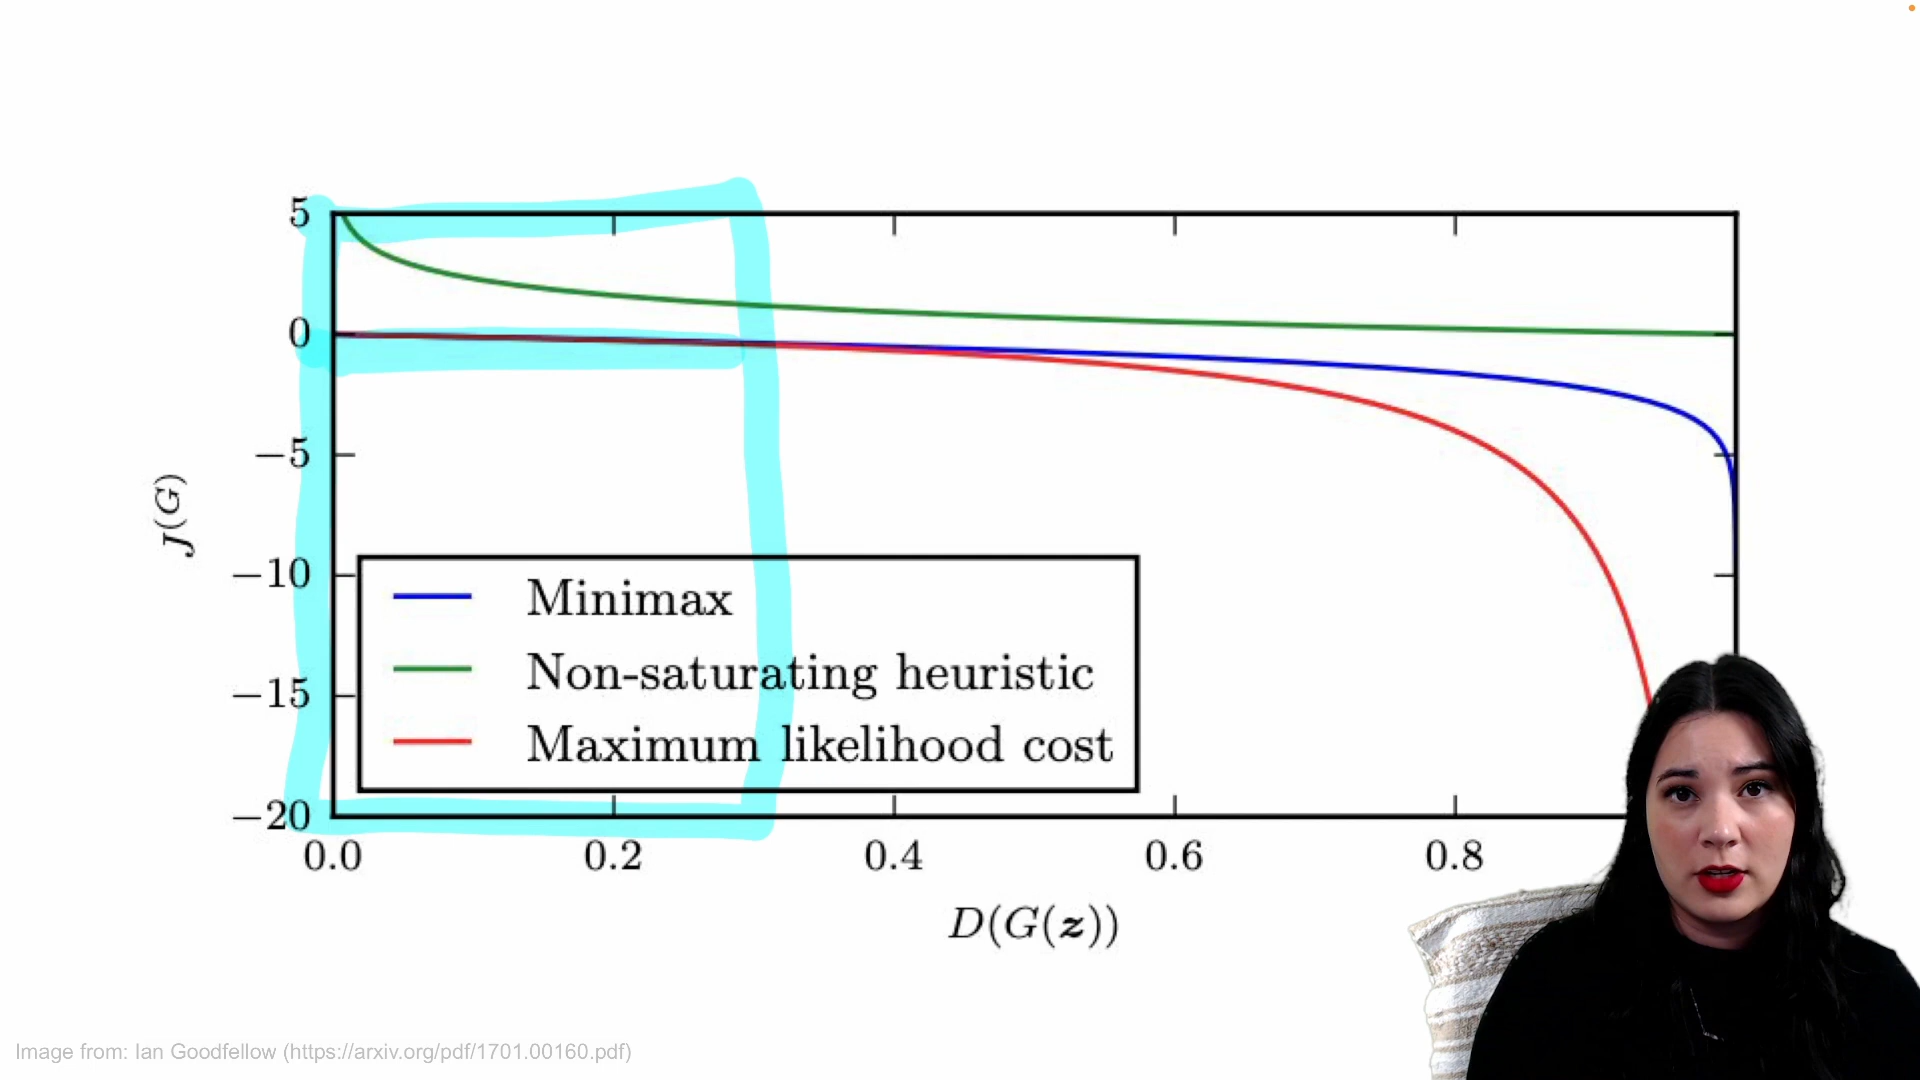 5
0
−5
−10
−15
−20
J(G)
Minimax
Non-saturating heuristic
Maximum likelihood cost
0.0 0.2 0.4 0.6 0.8
D(G(z))
Image from: Ian Goodfellow (https://arxiv.org/pdf/1701.00160.pdf)